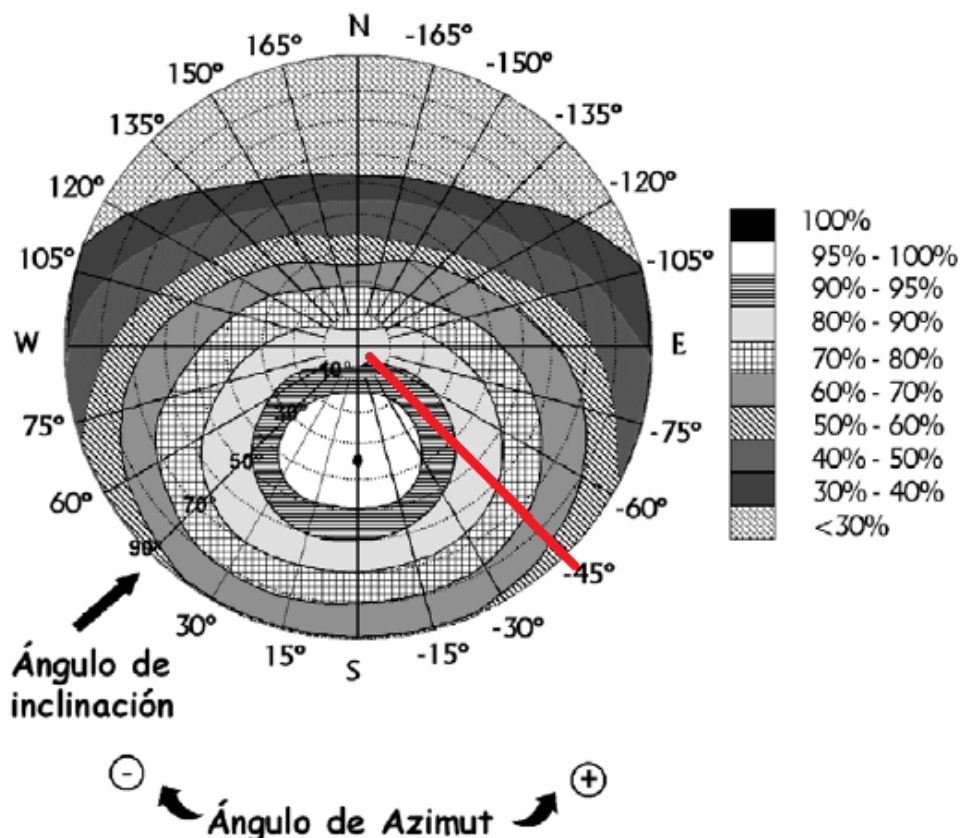 N
165° -165°
150° -150°
135° -135°
120° -120°
105° -105°
W E
75° -75°
60° -60°
-45°
30° -30°
15° -15°
S
10°
30°
50°
70°
90°
100%
95% - 100%
90% - 95%
80% - 90%
70% - 80%
60% - 70%
50% - 60%
40% - 50%
30% - 40%
<30%
Ángulo de
inclinación
- +
Ángulo de Azimut